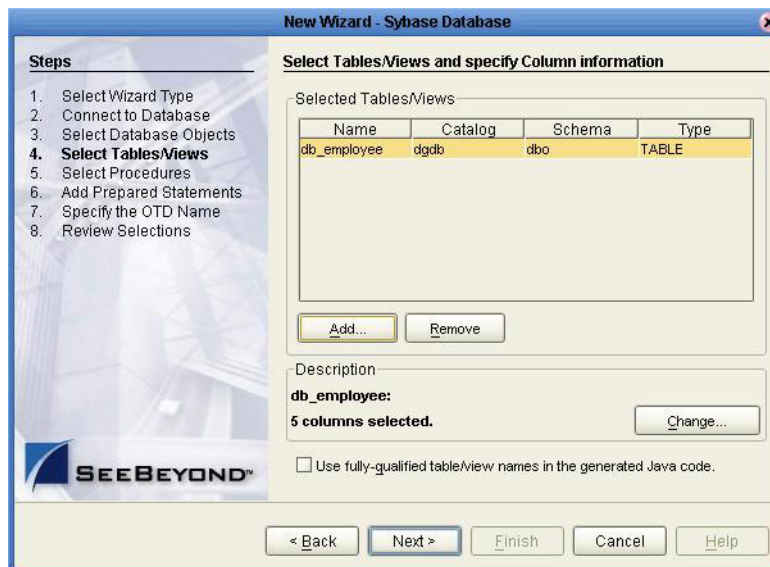 New Wizard - Sybase Database
Steps
1. Select Wizard Type
2. Connect to Database
3. Select Database Objects
4. Select Tables/Views
5. Select Procedures
6. Add Prepared Statements
7. Specify the OTD Name
8. Review Selections
SEEBEYOND™
Select Tables/Views and specify Column information
Selected Tables/Views
Name Catalog Schema Type
db_employee dgdb dbo TABLE
Add... Remove
Description
db_employee:
5 columns selected.
Change...
Use fully-qualified table/view names in the generated Java code.
< Back Next > Finish Cancel Help